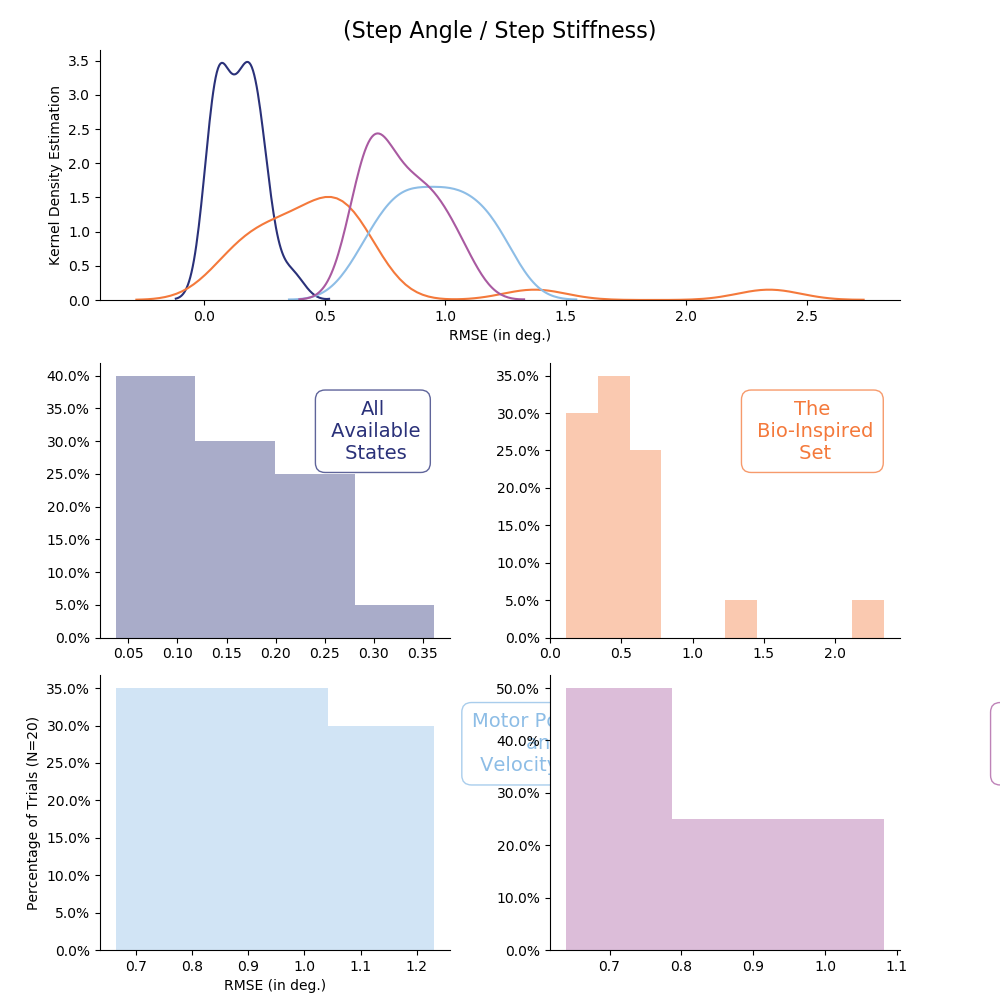 (Step Angle / Step Stiffness)
3.5
3.0
2.5
2.0
1.5
1.0
0.5
0.0
Kernel Density Estimation
0.0 0.5 1.0 1.5 2.0 2.5
RMSE (in deg.)
40.0%
35.0%
30.0%
25.0%
20.0%
15.0%
10.0%
5.0%
0.0%
All
Available
States
0.05 0.10 0.15 0.20 0.25 0.30 0.35
35.0%
30.0%
25.0%
20.0%
15.0%
10.0%
5.0%
0.0%
The
Bio-Inspired
Set
0.0 0.5 1.0 1.5 2.0
35.0%
30.0%
25.0%
20.0%
15.0%
10.0%
5.0%
0.0%
Percentage of Trials (N=20)
0.7 0.8 0.9 1.0 1.1 1.2
RMSE (in deg.)
Motor
Velocity
50.0%
40.0%
30.0%
20.0%
10.0%
0.0%
0.7 0.8 0.9 1.0 1.1